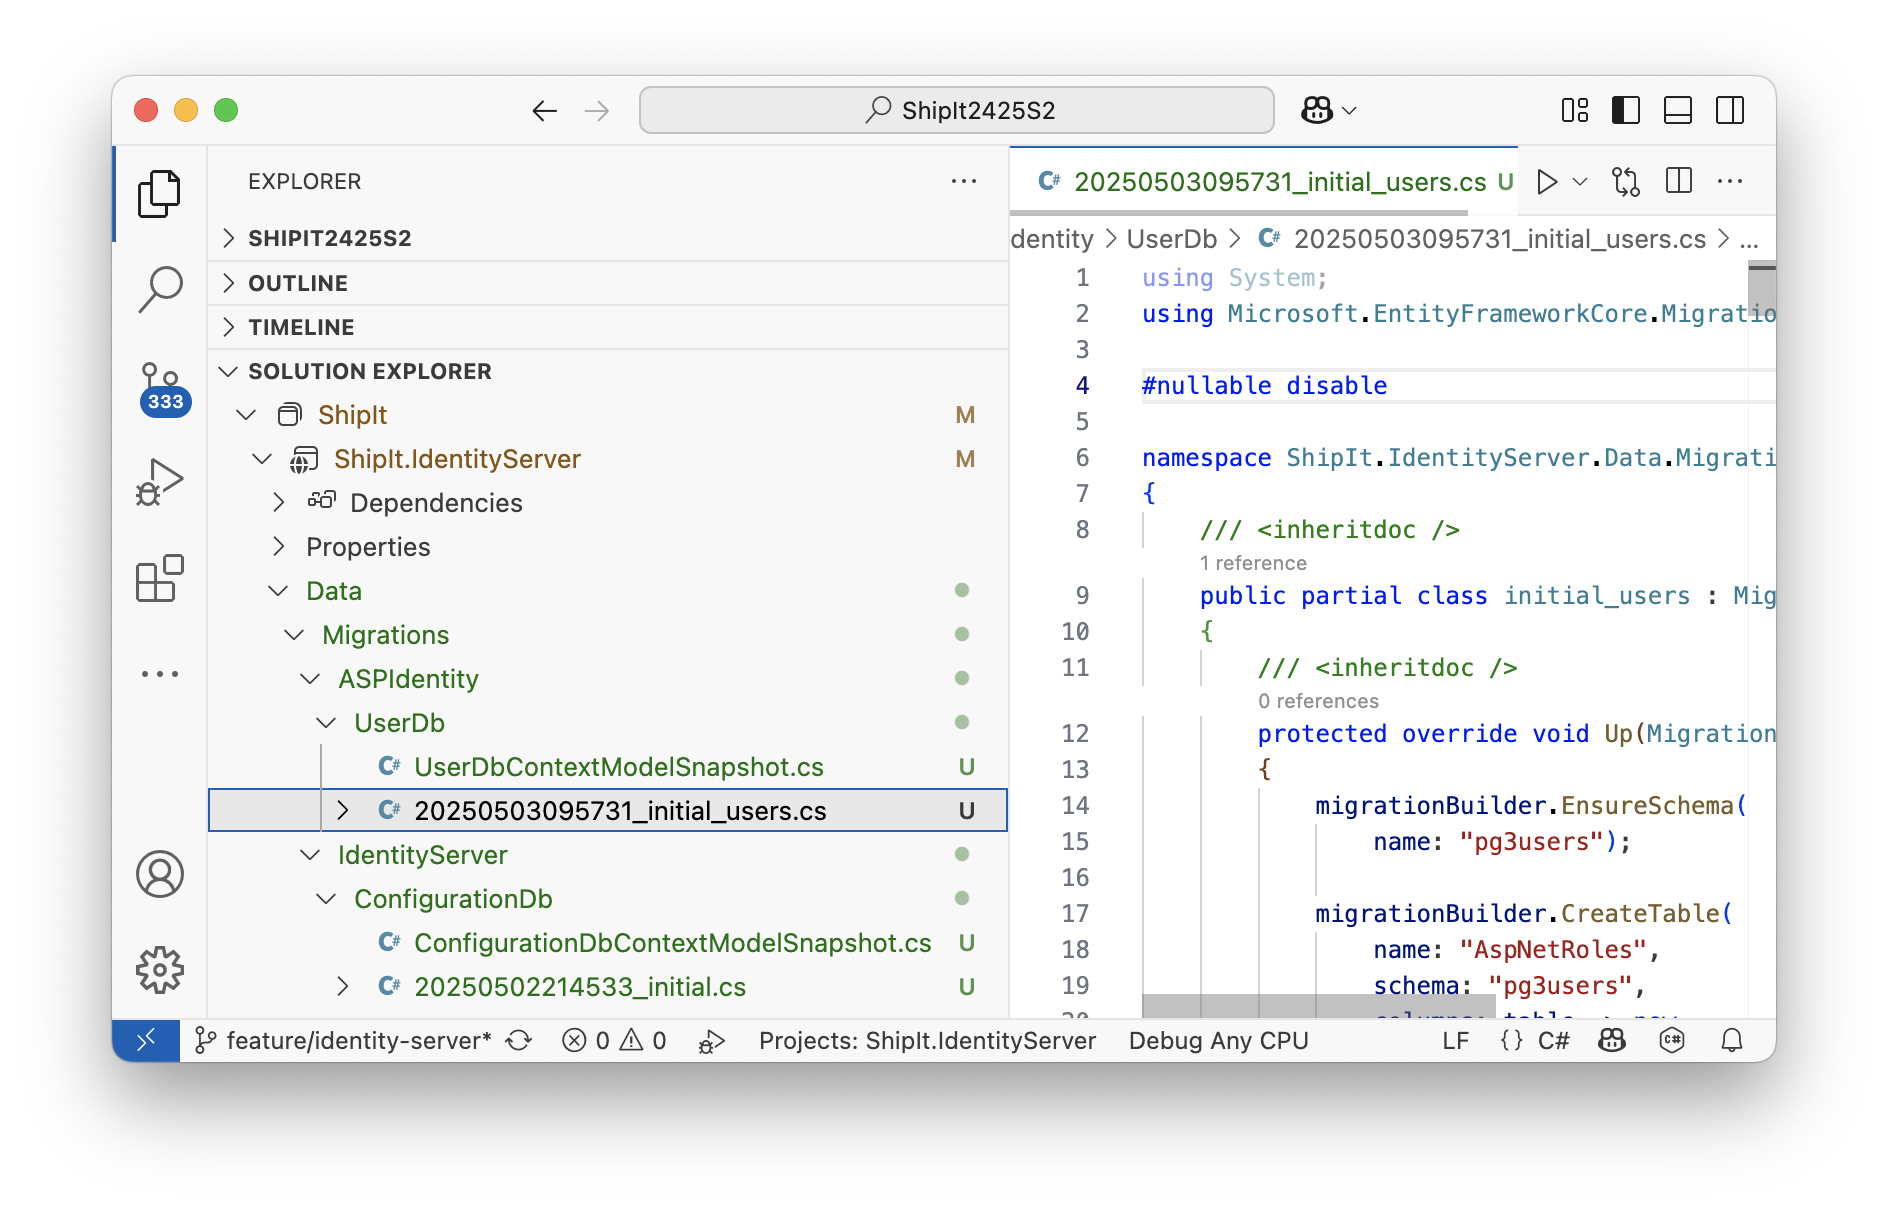 ShipIt2425S2
EXPLORER
SHIPIT2425S2
OUTLINE
TIMELINE
SOLUTION EXPLORER
ShipIt M
ShipIt.IdentityServer M
Dependencies
Properties
Data
Migrations
ASPIdentity
UserDb
C# UserDbContextModelSnapshot.cs U
C# 20250503095731_initial_users.cs U
IdentityServer
ConfigurationDb
C# ConfigurationDbContextModelSnapshot.cs U
C# 20250502214533_initial.cs U
333
C# 20250503095731_initial_users.cs U
dentity > UserDb > C# 20250503095731_initial_users.cs > ...
1 using System;
2 using Microsoft.EntityFrameworkCore.Migratio
3
4 #nullable disable
5
6 namespace ShipIt.IdentityServer.Data.Migrati
7 {
8 /// <inheritdoc />
1 reference
9 public partial class initial_users : Mig
10 {
11 /// <inheritdoc />
0 references
12 protected override void Up(Migration
13 {
14 migrationBuilder.EnsureSchema(
15 name: "pg3users");
16
17 migrationBuilder.CreateTable(
18 name: "AspNetRoles",
19 schema: "pg3users",
feature/identity-server* 0 0 Projects: ShipIt.IdentityServer Debug Any CPU LF {} C#